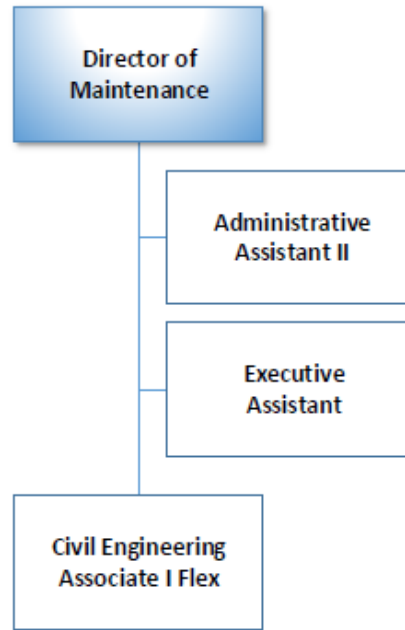 Director of
Maintenance
Administrative
Assistant II
Executive
Assistant
Civil Engineering
Associate I Flex